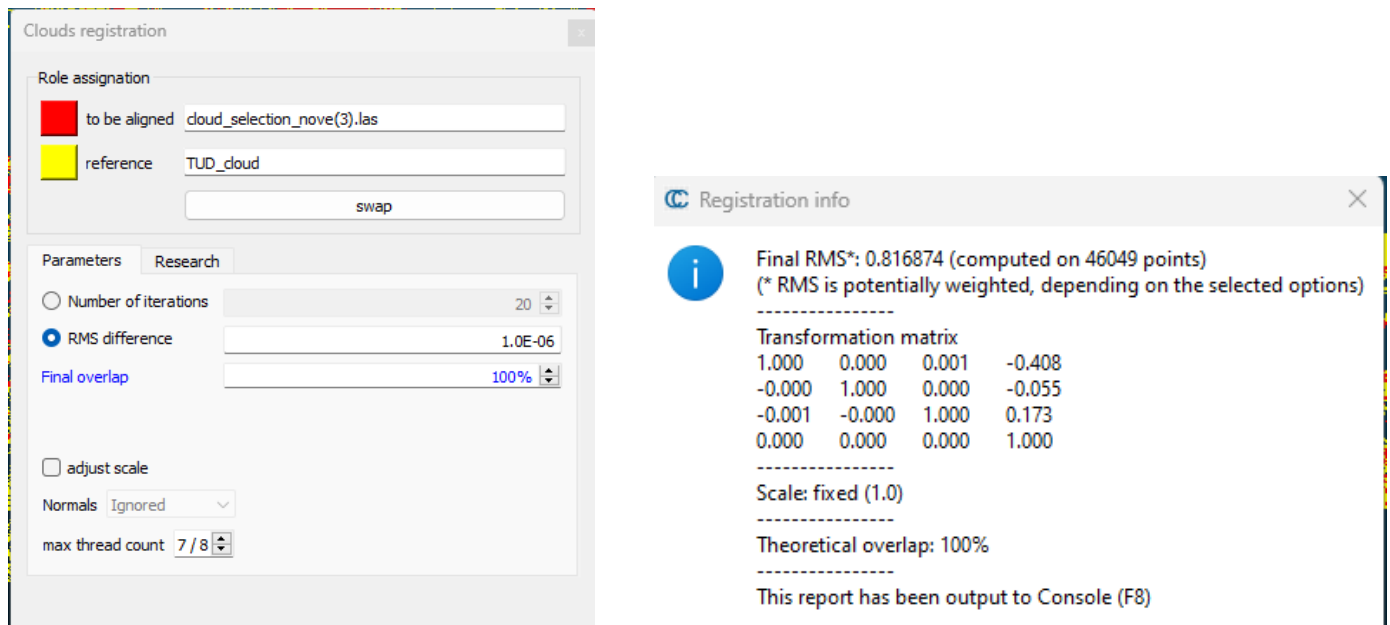 Clouds registration
x
Role assignation
to be aligned cloud_selection_nove(3).las
reference TUD_cloud
swap
Parameters Research
Number of iterations 20
RMS difference 1.0E-06
Final overlap 100%
adjust scale
Normals Ignored
max thread count 7 / 8
CC Registration info
i
Final RMS*: 0.816874 (computed on 46049 points)
(* RMS is potentially weighted, depending on the selected options)
----------------
Transformation matrix
1.000 0.000 0.001 -0.408
-0.000 1.000 0.000 -0.055
-0.001 -0.000 1.000 0.173
0.000 0.000 0.000 1.000
----------------
Scale: fixed (1.0)
----------------
Theoretical overlap: 100%
----------------
This report has been output to Console (F8)